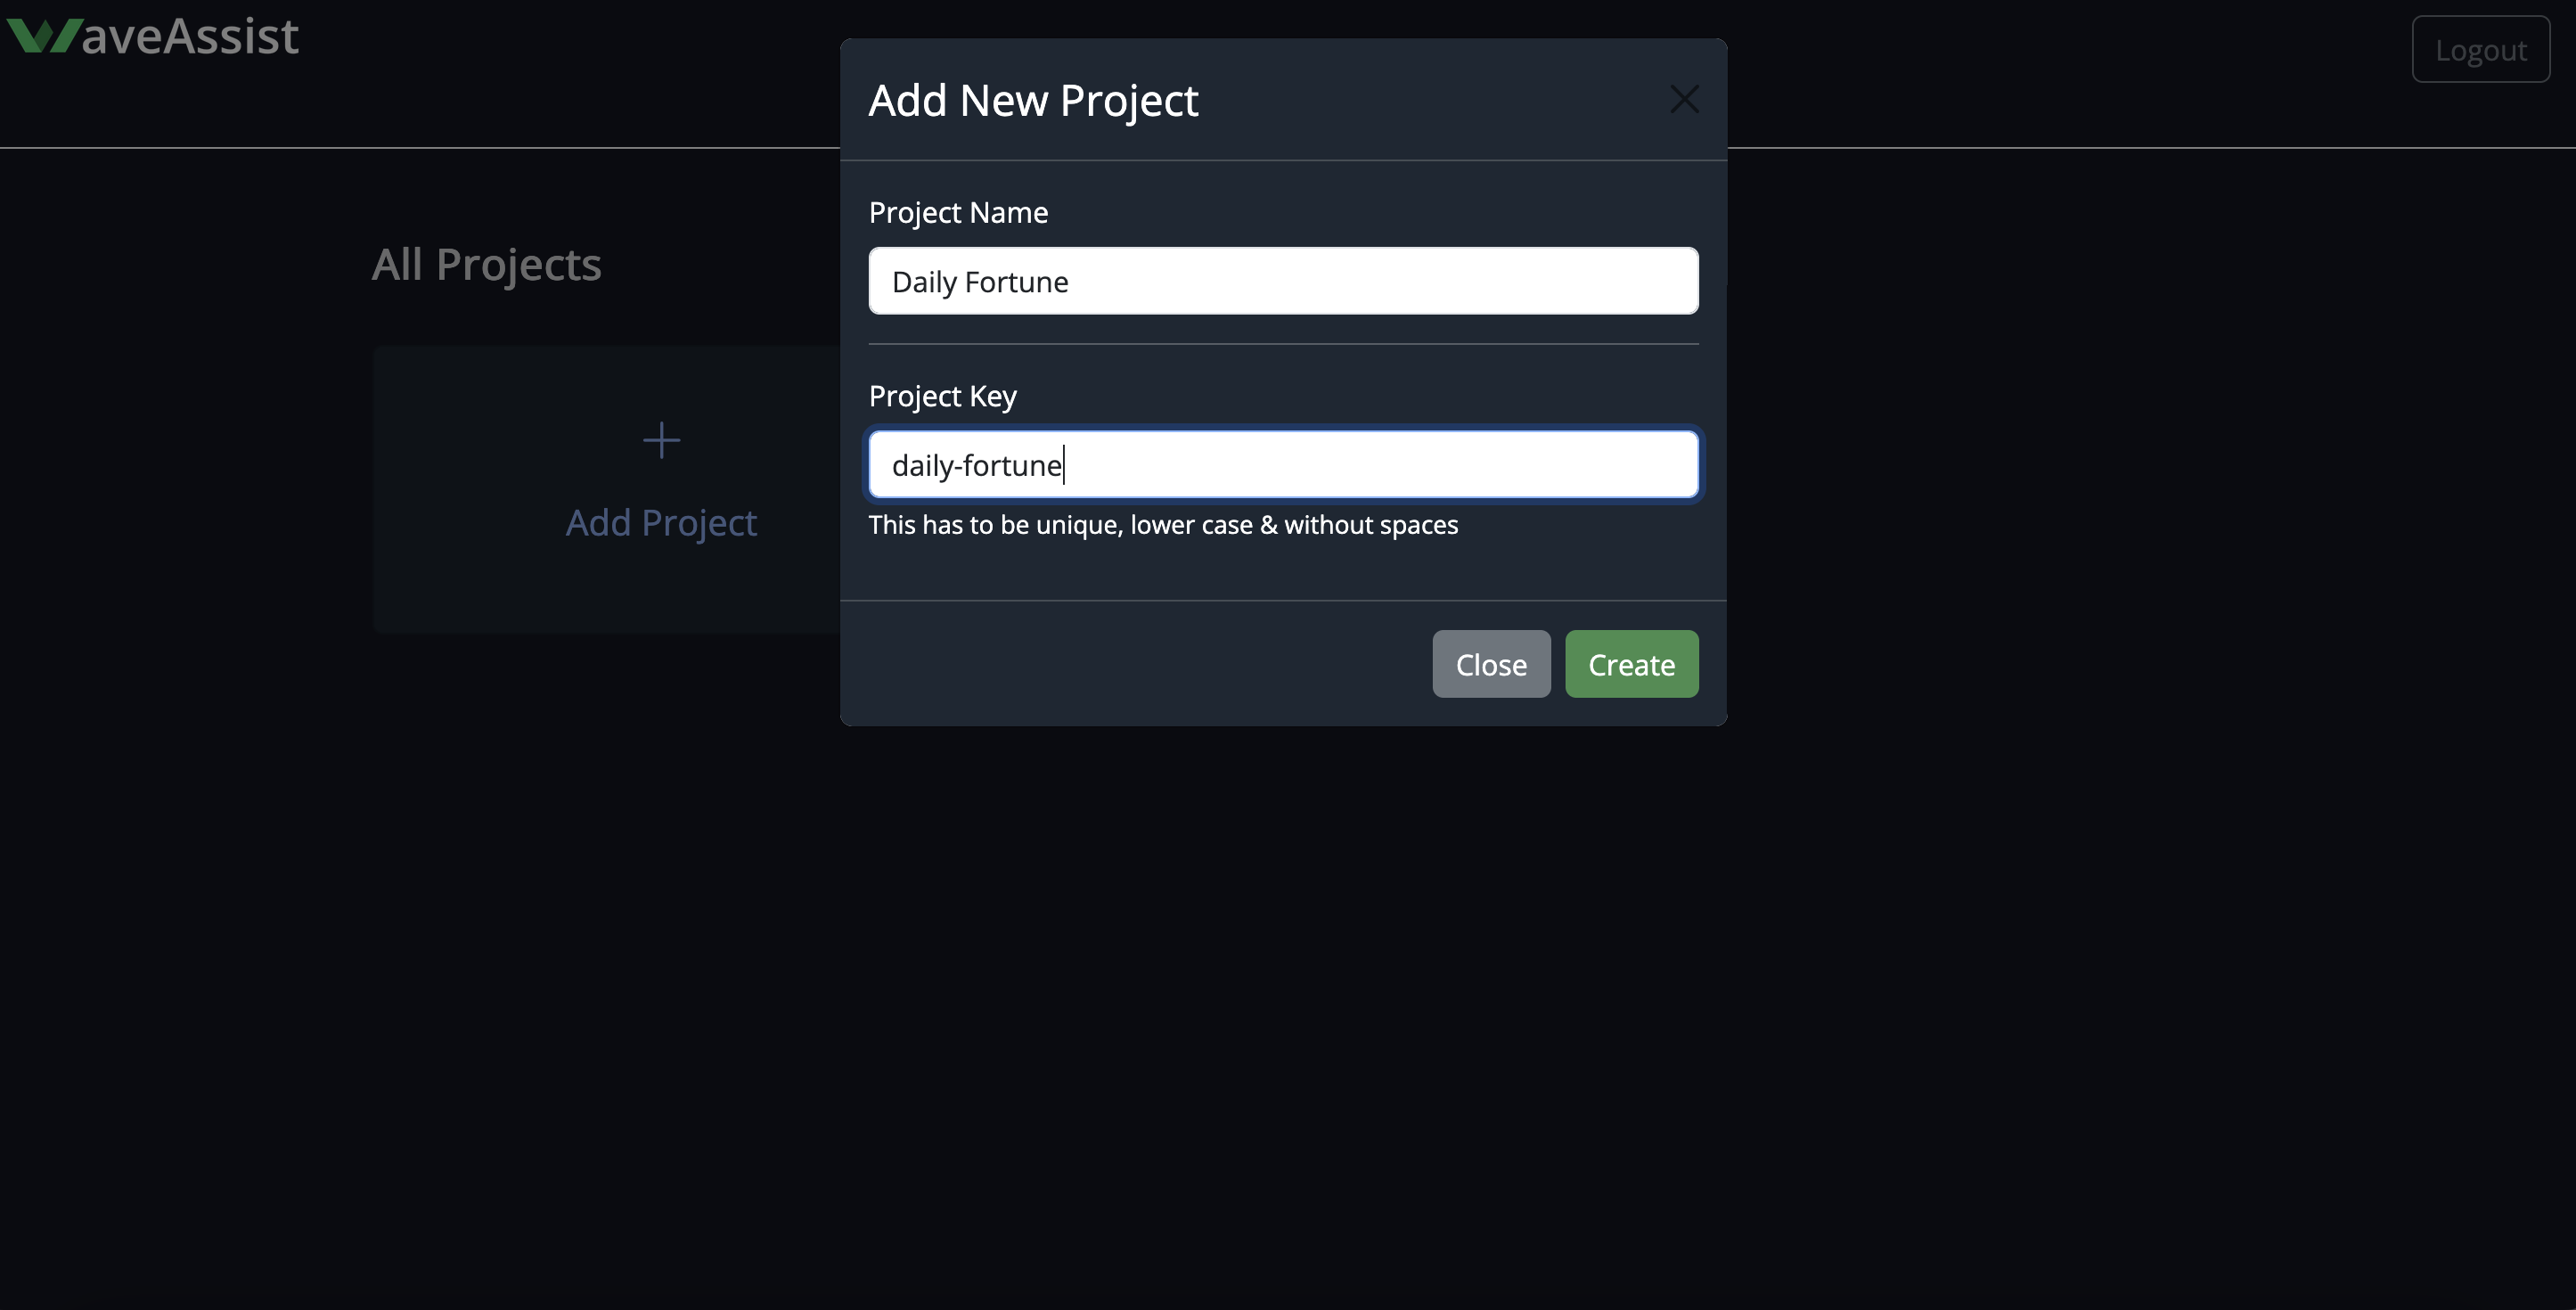 WaveAssist
Logout
Add New Project
Project Name
All Projects
Daily Fortune
Project Key
daily-fortune
Add Project
This has to be unique, lower case & without spaces
Close
Create